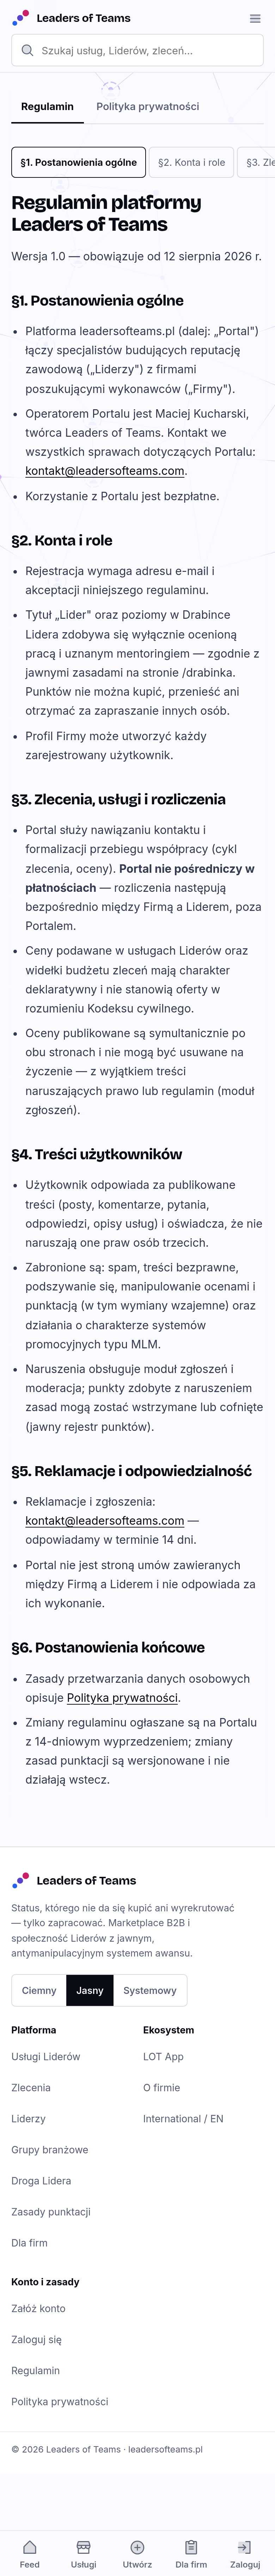 Leaders of Teams
Szukaj usług, Liderów, zleceń...
Regulamin
Polityka prywatności
§1. Postanowienia ogólne
§2. Konta i role
§3. Zle
Regulamin platformy
Leaders of Teams
Wersja 1.0 — obowiązuje od 12 sierpnia 2026 r.
§1. Postanowienia ogólne
• Platforma leadersofteams.pl (dalej: „Portal")
łączy specjalistów budujących reputację
zawodową („Liderzy") z firmami
poszukującymi wykonawców („Firmy").
• Operatorem Portalu jest Maciej Kucharski,
twórca Leaders of Teams. Kontakt we
wszystkich sprawach dotyczących Portalu:
kontakt@leadersofteams.com.
• Korzystanie z Portalu jest bezpłatne.
§2. Konta i role
• Rejestracja wymaga adresu e-mail i
akceptacji niniejszego regulaminu.
• Tytuł „Lider" oraz poziomy w Drabince
Lidera zdobywa się wyłącznie ocenioną
pracą i uznanym mentoringiem — zgodnie z
jawnymi zasadami na stronie /drabinka.
Punktów nie można kupić, przenieść ani
otrzymać za zapraszanie innych osób.
• Profil Firmy może utworzyć każdy
zarejestrowany użytkownik.
§3. Zlecenia, usługi i rozliczenia
• Portal służy nawiązaniu kontaktu i
formalizacji przebiegu współpracy (cykl
zlecenia, oceny). Portal nie pośredniczy w
płatnościach — rozliczenia następują
bezpośrednio między Firmą a Liderem, poza
Portalem.
• Ceny podawane w usługach Liderów oraz
widełki budżetu zleceń mają charakter
deklaratywny i nie stanowią oferty w
rozumieniu Kodeksu cywilnego.
• Oceny publikowane są symultanicznie po
obu stronach i nie mogą być usuwane na
życzenie — z wyjątkiem treści
naruszających prawo lub regulamin (moduł
zgłoszeń).
§4. Treści użytkowników
• Użytkownik odpowiada za publikowane
treści (posty, komentarze, pytania,
odpowiedzi, opisy usług) i oświadcza, że nie
naruszają one praw osób trzecich.
• Zabronione są: spam, treści bezprawne,
podszywanie się, manipulowanie ocenami i
punktacją (w tym wymiany wzajemne) oraz
działania o charakterze systemów
promocyjnych typu MLM.
• Naruszenia obsługuje moduł zgłoszeń i
moderacja; punkty zdobyte z naruszeniem
zasad mogą zostać wstrzymane lub cofnięte
(jawny rejestr punktów).
§5. Reklamacje i odpowiedzialność
• Reklamacje i zgłoszenia:
kontakt@leadersofteams.com —
odpowiadamy w terminie 14 dni.
• Portal nie jest stroną umów zawieranych
między Firmą a Liderem i nie odpowiada za
ich wykonanie.
§6. Postanowienia końcowe
• Zasady przetwarzania danych osobowych
opisuje Polityka prywatności.
• Zmiany regulaminu ogłaszane są na Portalu
z 14-dniowym wyprzedzeniem; zmiany
zasad punktacji są wersjonowane i nie
działają wstecz.
Leaders of Teams
Status, którego nie da się kupić ani wyrekrutować
— tylko zapracować. Marketplace B2B i
społeczność Liderów z jawnym,
antymanipulacyjnym systemem awansu.
Ciemny
Jasny
Systemowy
Platforma
Usługi Liderów
Zlecenia
Liderzy
Grupy branżowe
Droga Lidera
Zasady punktacji
Dla firm
Ekosystem
LOT App
O firmie
International / EN
Konto i zasady
Załóż konto
Zaloguj się
Regulamin
Polityka prywatności
© 2026 Leaders of Teams · leadersofteams.pl
Feed
Usługi
Utwórz
Dla firm
Zaloguj